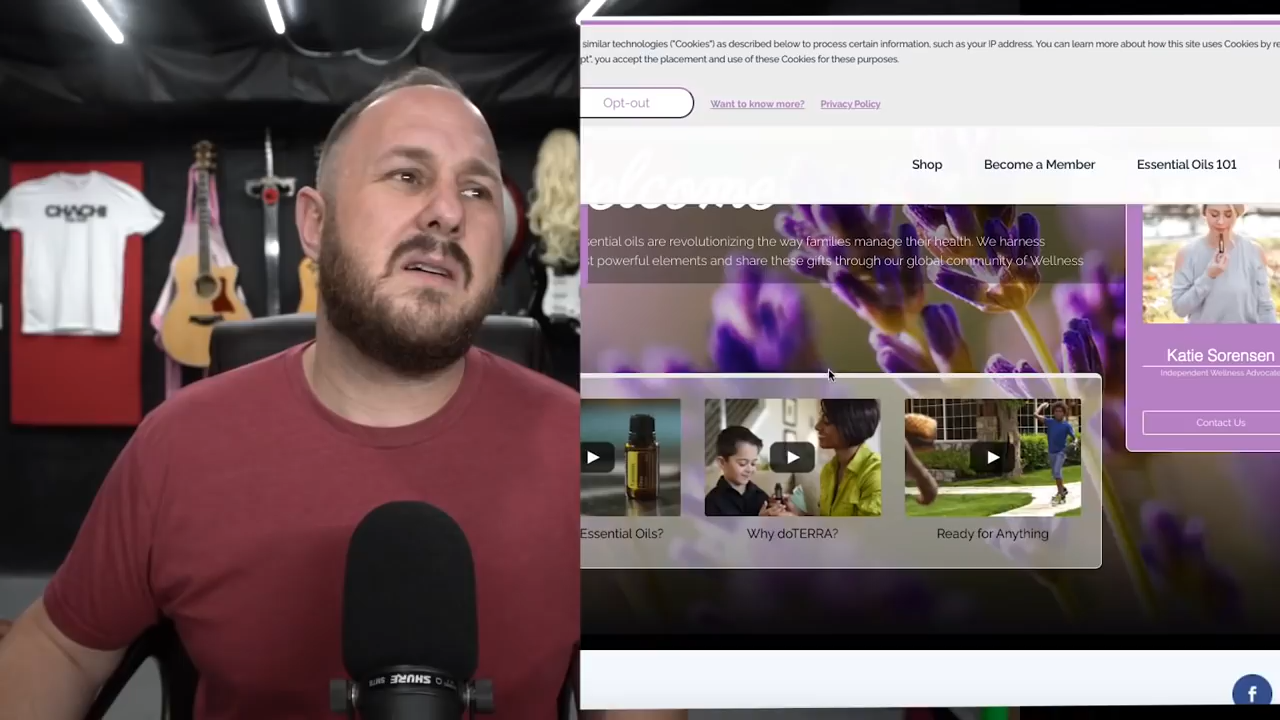 similar technologies ("Cookies") as described below to process certain information, such as your IP address. You can learn more about how this site uses Cookies by re
pt", you accept the placement and use of these Cookies for these purposes.
Opt-out
Want to know more?
Privacy Policy
Shop
Become a Member
Essential Oils 101
elcome
sential oils are revolutionizing the way families manage their health. We harness
st powerful elements and share these gifts through our global community of Wellness
CHACHI
Katie Sorensen
Independent Wellness Advocate
Contact Us
Essential Oils?
Why doTERRA?
Ready for Anything
SHURE
SM7B
f